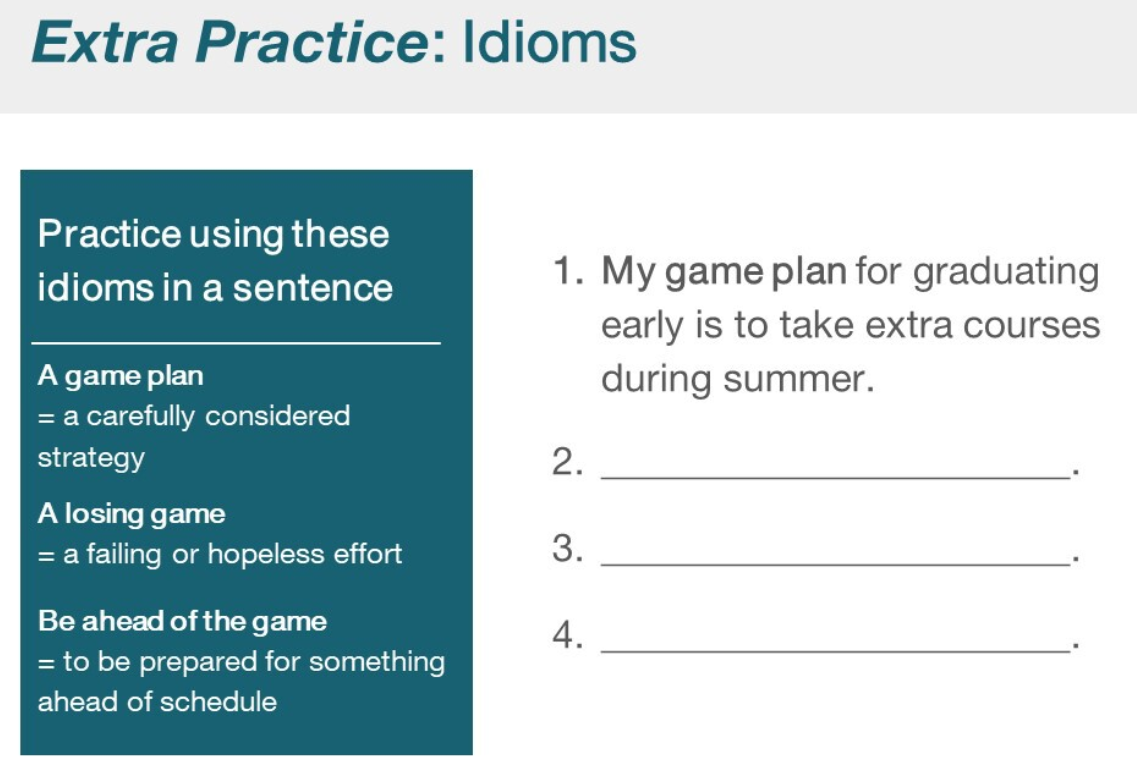 Extra Practice: Idioms
Practice using these
idioms in a sentence
A game plan
= a carefully considered
strategy
A losing game
= a failing or hopeless effort
Be ahead of the game
= to be prepared for something
ahead of schedule
1. My game plan for graduating
early is to take extra courses
during summer.
2. ______________________.
3. ______________________.
4. ______________________.